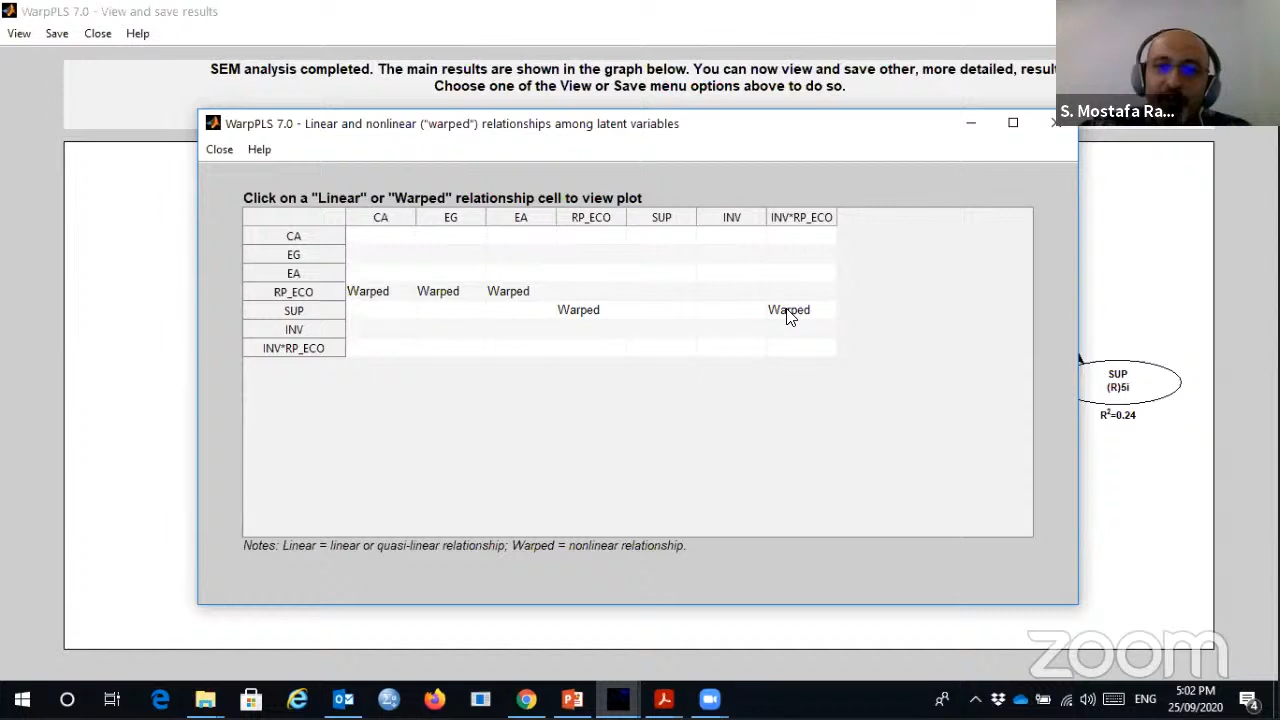 WarpPLS 7.0 - View and save results
View Save Close Help
SEM analysis completed. The main results are shown in the graph below. You can now view and save other, more detailed, resul
Choose one of the View or Save menu options above to do so.
S. Mostafa Ra...
WarpPLS 7.0 - Linear and nonlinear ("warped") relationships among latent variables
Close Help
Click on a "Linear" or "Warped" relationship cell to view plot
CA EG EA RP_ECO SUP INV INV*RP_ECO
CA
EG
EA
RP_ECO Warped Warped Warped
SUP Warped Warped
INV
INV*RP_ECO
SUP
(R)5i
R²=0.24
Notes: Linear = linear or quasi-linear relationship; Warped = nonlinear relationship.
zoom
ENG
5:02 PM
25/09/2020
4